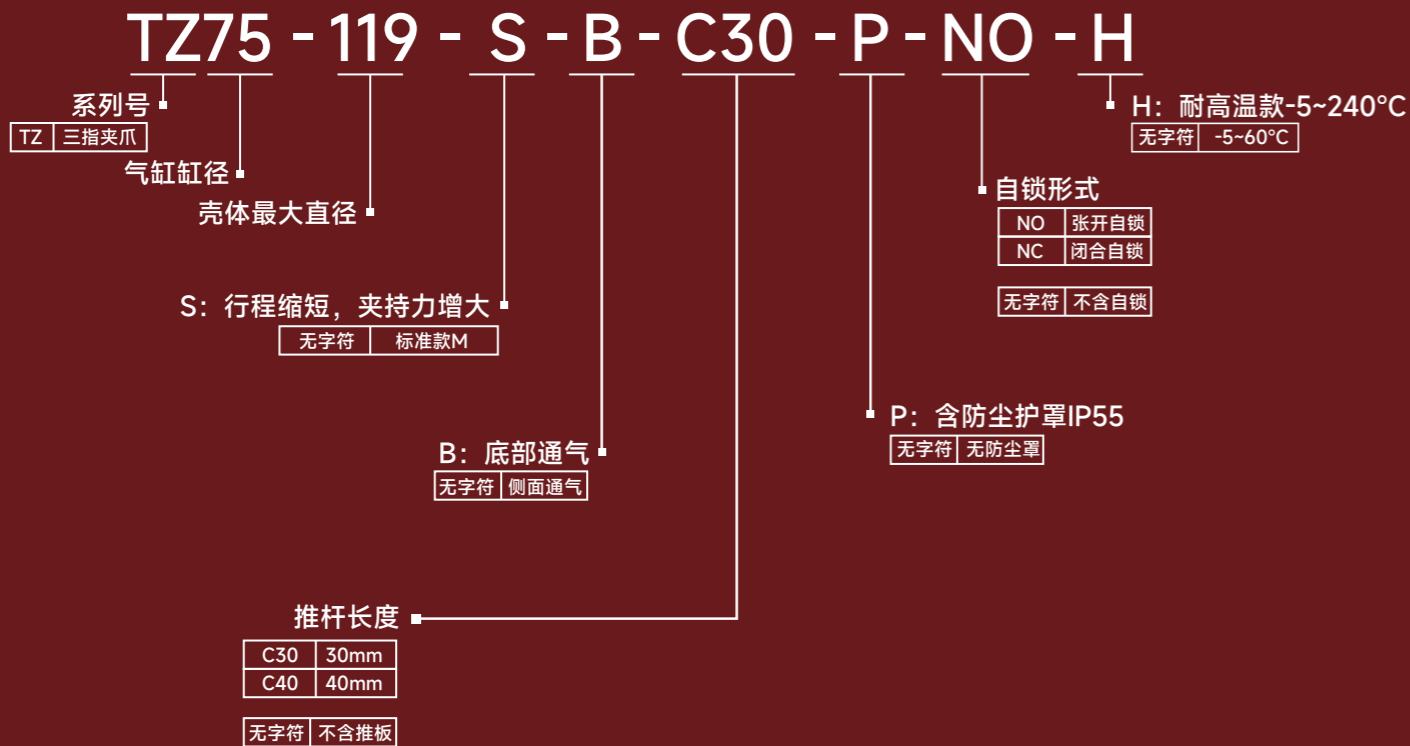 TZ75-119-S-B-C30-P-NO-H
系列号
TZ 三指夹爪
气缸缸径
壳体最大直径
S：行程缩短，夹持力增大
无字符 标准款M
B：底部通气
无字符 侧面通气
推杆长度
C30 30mm
C40 40mm
无字符 不含推板
P：含防尘护罩IP55
无字符 无防尘罩
自锁形式
NO 张开自锁
NC 闭合自锁
无字符 不含自锁
H：耐高温款-5~240°C
无字符 -5~60°C